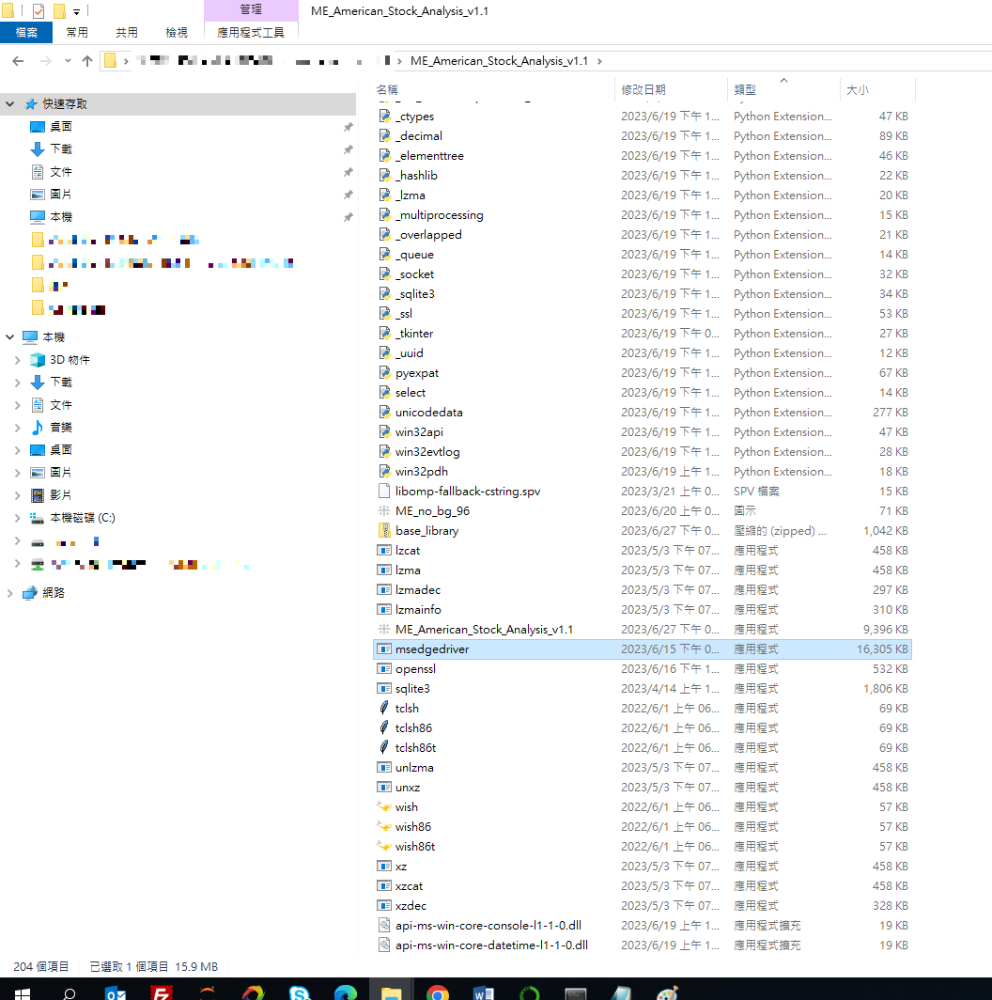 管理
ME_American_Stock_Analysis_v1.1
檔案
常用
共用
檢視
應用程式工具
ME_American_Stock_Analysis_v1.1
快速存取
桌面
下載
文件
圖片
本機
本機
3D 物件
下載
文件
音樂
桌面
圖片
影片
本機磁碟 (C:)
網路
名稱 修改日期 類型 大小
_ctypes 2023/6/19 下午 1... Python Extension... 47 KB
_decimal 2023/6/19 下午 1... Python Extension... 89 KB
_elementtree 2023/6/19 下午 1... Python Extension... 46 KB
_hashlib 2023/6/19 下午 1... Python Extension... 22 KB
_lzma 2023/6/19 下午 1... Python Extension... 20 KB
_multiprocessing 2023/6/19 下午 1... Python Extension... 15 KB
_overlapped 2023/6/19 下午 1... Python Extension... 21 KB
_queue 2023/6/19 下午 1... Python Extension... 14 KB
_socket 2023/6/19 下午 1... Python Extension... 32 KB
_sqlite3 2023/6/19 下午 1... Python Extension... 34 KB
_ssl 2023/6/19 下午 1... Python Extension... 53 KB
_tkinter 2023/6/19 下午 0... Python Extension... 27 KB
_uuid 2023/6/19 下午 0... Python Extension... 12 KB
pyexpat 2023/6/19 下午 1... Python Extension... 67 KB
select 2023/6/19 下午 1... Python Extension... 14 KB
unicodedata 2023/6/19 下午 1... Python Extension... 277 KB
win32api 2023/6/19 下午 1... Python Extension... 47 KB
win32evtlog 2023/6/19 下午 1... Python Extension... 28 KB
win32pdh 2023/6/19 上午 1... Python Extension... 18 KB
libomp-fallback-cstring.spv 2023/3/21 上午 0... SPV 檔案 15 KB
ME_no_bg_96 2023/6/20 上午 0... 圖示 71 KB
base_library 2023/6/27 下午 0... 壓縮的 (zipped) ... 1,042 KB
lzcat 2023/5/3 下午 07... 應用程式 458 KB
lzma 2023/5/3 下午 07... 應用程式 458 KB
lzmadec 2023/5/3 下午 07... 應用程式 297 KB
lzmainfo 2023/5/3 下午 07... 應用程式 310 KB
ME_American_Stock_Analysis_v1.1 2023/6/27 下午 0... 應用程式 9,396 KB
msedgedriver 2023/6/15 下午 0... 應用程式 16,305 KB
openssl 2023/6/16 下午 1... 應用程式 532 KB
sqlite3 2023/4/14 上午 1... 應用程式 1,806 KB
tclsh 2022/6/1 上午 06... 應用程式 69 KB
tclsh86 2022/6/1 上午 06... 應用程式 69 KB
tclsh86t 2022/6/1 上午 06... 應用程式 69 KB
unlzma 2023/5/3 下午 07... 應用程式 458 KB
unxz 2023/5/3 下午 07... 應用程式 458 KB
wish 2022/6/1 上午 06... 應用程式 57 KB
wish86 2022/6/1 上午 06... 應用程式 57 KB
wish86t 2022/6/1 上午 06... 應用程式 57 KB
xz 2023/5/3 下午 07... 應用程式 458 KB
xzcat 2023/5/3 下午 07... 應用程式 458 KB
xzdec 2023/5/3 下午 07... 應用程式 328 KB
api-ms-win-core-console-l1-1-0.dll 2023/6/19 上午 1... 應用程式擴充 19 KB
api-ms-win-core-datetime-l1-1-0.dll 2023/6/19 上午 1... 應用程式擴充 19 KB
204 個項目 已選取 1 個項目 15.9 MB